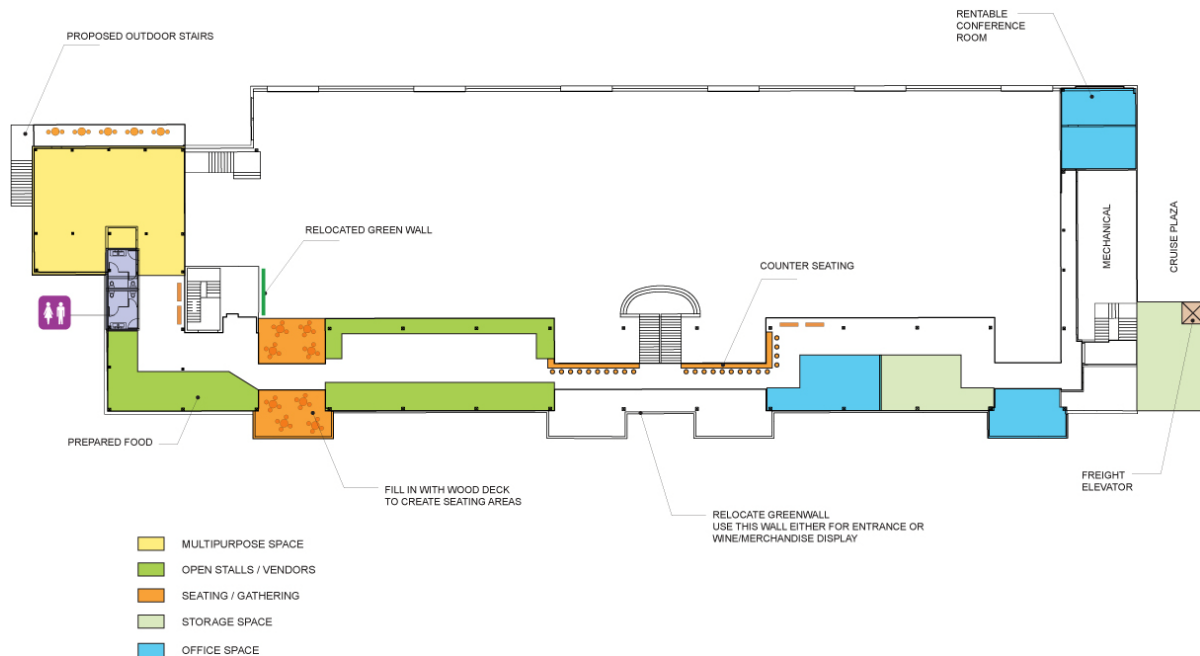 RENTABLE
CONFERENCE
ROOM
PROPOSED OUTDOOR STAIRS
RELOCATED GREEN WALL
COUNTER SEATING
MECHANICAL
CRUISE PLAZA
PREPARED FOOD
FILL IN WITH WOOD DECK
TO CREATE SEATING AREAS
FREIGHT
ELEVATOR
RELOCATE GREENWALL
USE THIS WALL EITHER FOR ENTRANCE OR
WINE/MERCHANDISE DISPLAY
MULTIPURPOSE SPACE
OPEN STALLS / VENDORS
SEATING / GATHERING
STORAGE SPACE
OFFICE SPACE